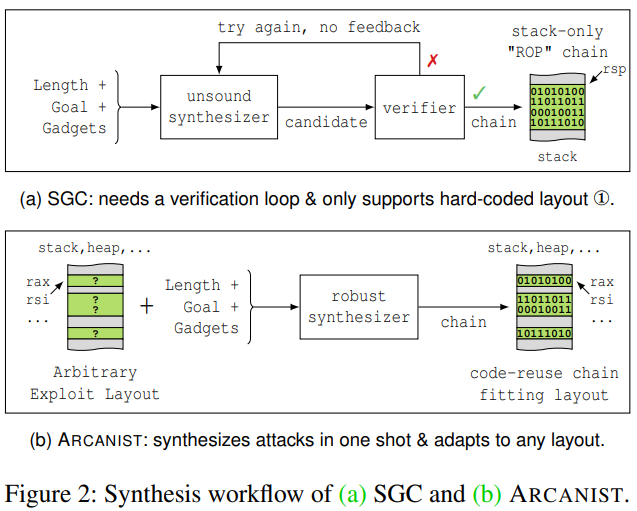 try again, no feedback
✗
stack-only
"ROP" chain
rsp
Length +
Goal +
Gadgets
unsound
synthesizer
candidate
verifier
✓
chain
01010100
11011011
00010011
10111010
stack
(a) SGC: needs a verification loop & only supports hard-coded layout ①.
stack,heap,...
rax
rsi
...
?
?
?
?
+
Arbitrary
Exploit Layout
Length +
Goal +
Gadgets
robust
synthesizer
chain
stack,heap,...
01010100
11011011
00010011
10111010
rax
rsi
...
code-reuse chain
fitting layout
(b) ARCANIST: synthesizes attacks in one shot & adapts to any layout.
Figure 2: Synthesis workflow of (a) SGC and (b) ARCANIST.